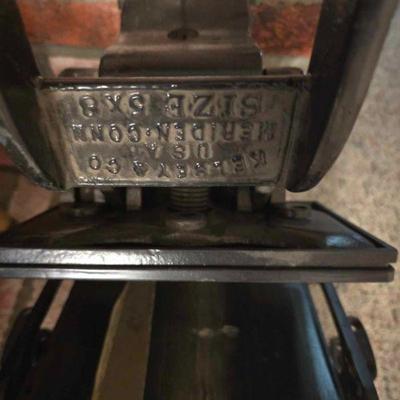 KELSEY & CO
U.S.A.
MERIDEN·CONN
SIZE 5X8